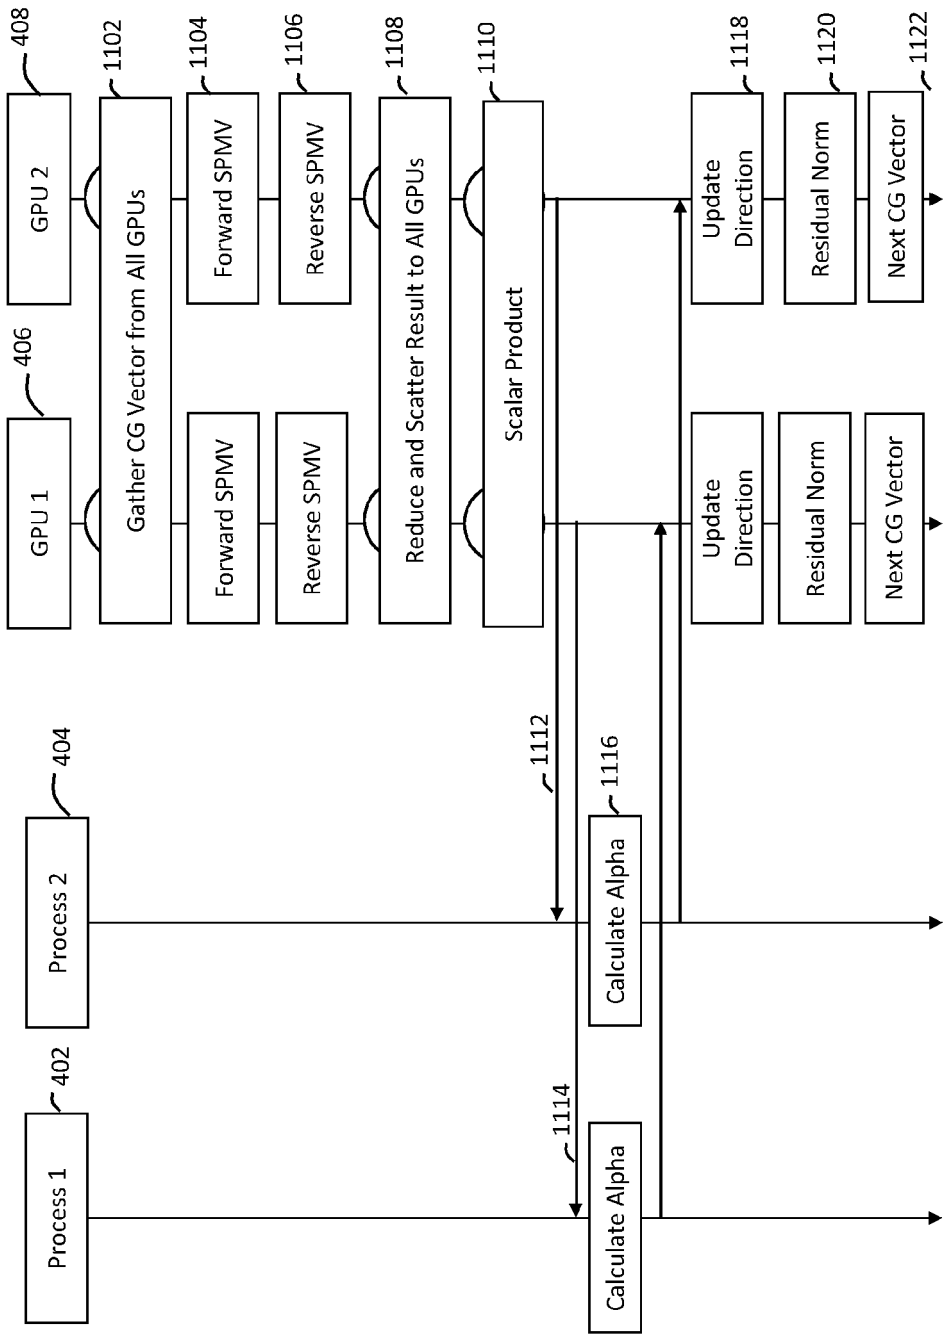 Process 1
402
Process 2
404
GPU 1
406
GPU 2
408
Gather CG Vector from All GPUs
1102
Forward SPMV
Forward SPMV
1104
Reverse SPMV
Reverse SPMV
1106
Reduce and Scatter Result to All GPUs
1108
Scalar Product
1110
1112
1114
Calculate Alpha
Calculate Alpha
1116
Update
Direction
Update
Direction
1118
Residual Norm
Residual Norm
1120
Next CG Vector
Next CG Vector
1122